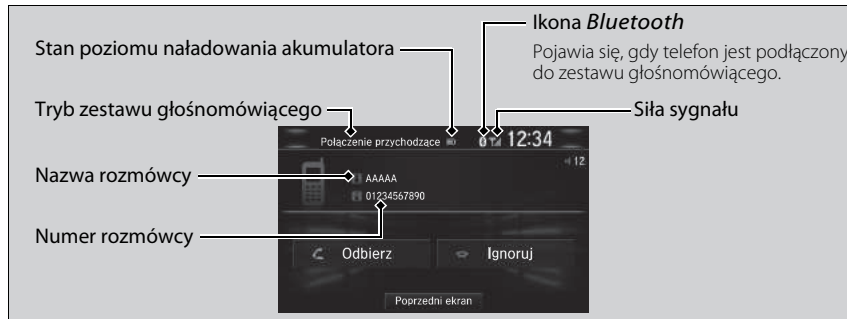 Ikona Bluetooth
Pojawia się, gdy telefon jest podłączony
do zestawu głośnomówiącego.
Stan poziomu naładowania akumulatora
Tryb zestawu głośnomówiącego
Siła sygnału
Nazwa rozmówcy
Numer rozmówcy
Połączenie przychodzące
12:34
12
AAAAA
01234567890
Odbierz
Ignoruj
Poprzedni ekran